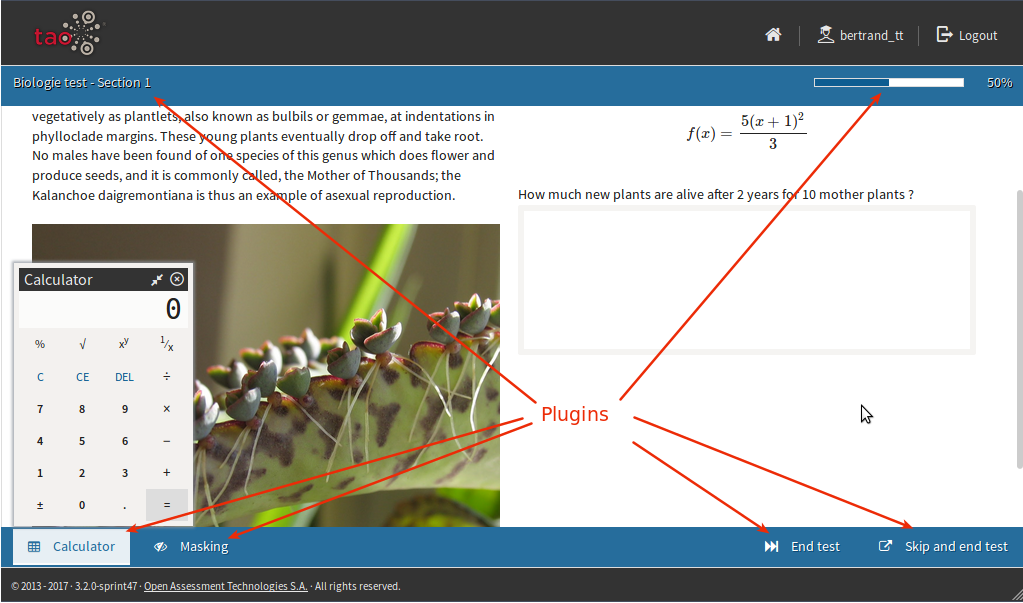 tao
bertrand_tt
Logout
Biologie test - Section 1
50%
vegetatively as plantlets, also known as bulbils or gemmae, at indentations in
phylloclade margins. These young plants eventually drop off and take root.
No males have been found of one species of this genus which does flower and
produce seeds, and it is commonly called, the Mother of Thousands; the
Kalanchoe daigremontiana is thus an example of asexual reproduction.
f(x) = 5(x + 1)²/3
How much new plants are alive after 2 years for 10 mother plants ?
Calculator
0
% √ xʸ 1/x
C CE DEL ÷
7 8 9 ×
4 5 6 −
1 2 3 +
± 0 . =
Plugins
Calculator
Masking
End test
Skip and end test
© 2013 - 2017 · 3.2.0-sprint47 · Open Assessment Technologies S.A. · All rights reserved.